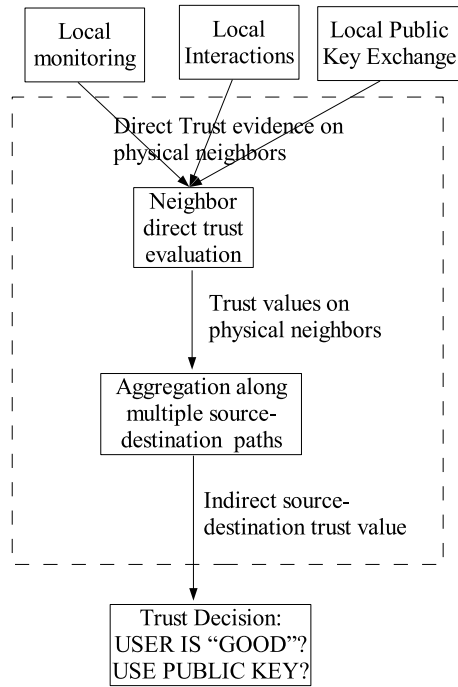 Local
monitoring
Local
Interactions
Local Public
Key Exchange
Direct Trust evidence on
physical neighbors
Neighbor
direct trust
evaluation
Trust values on
physical neighbors
Aggregation along
multiple source-
destination paths
Indirect source-
destination trust value
Trust Decision:
USER IS “GOOD”?
USE PUBLIC KEY?